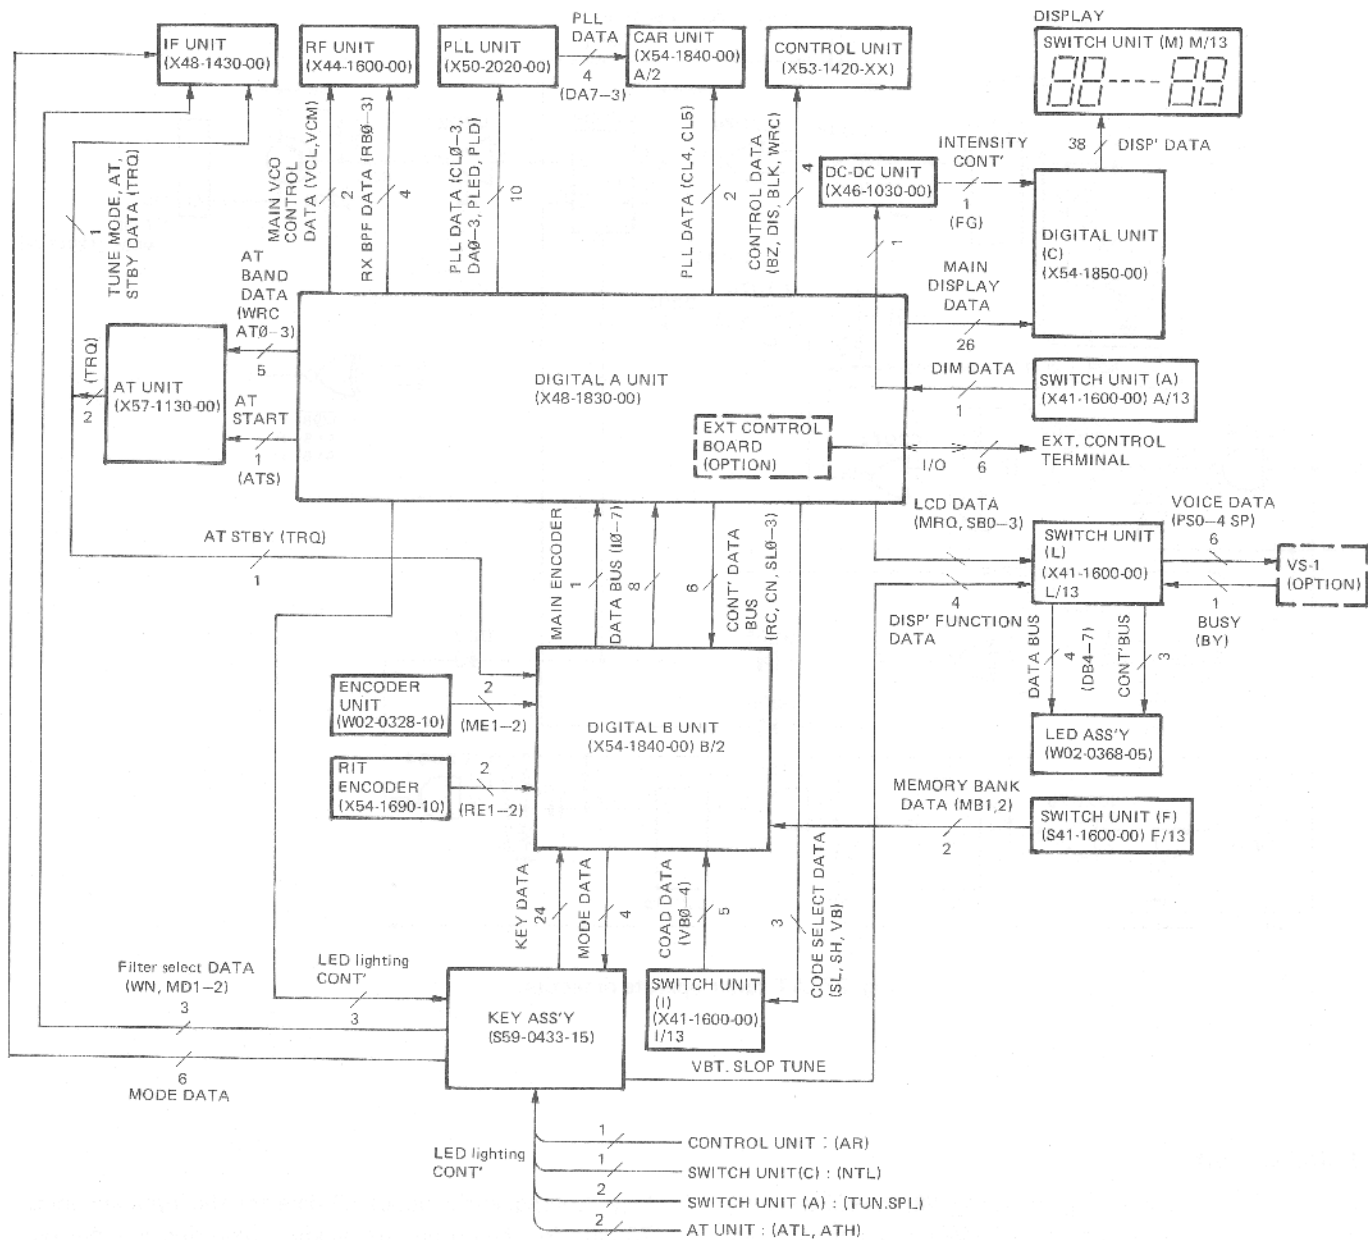 DISPLAY
SWITCH UNIT (M) M/13
IF UNIT
(X48-1430-00)
RF UNIT
(X44-1600-00)
PLL UNIT
(X50-2020-00)
PLL
DATA
4
(DA7–3)
CAR UNIT
(X54-1840-00)
A/2
CONTROL UNIT
(X53-1420-XX)
38
DISP' DATA
INTENSITY
CONT'
1
(FG)
DC-DC UNIT
(X46-1030-00)
1
DIGITAL UNIT
(C)
(X54-1850-00)
1
TUNE MODE, AT,
STBY DATA (TRQ)
MAIN VCO
CONTROL
DATA (VCL,VCM)
2
RX BPF DATA (RBØ–3)
4
PLL DATA (CLØ–3,
DAØ–3, PLED, PLD)
10
PLL DATA (CL4, CL5)
2
CONTROL DATA
(BZ, DIS, BLK, WRC)
4
AT
BAND
DATA
(WRC
ATØ–3)
5
MAIN
DISPLAY
DATA
26
(TRQ)
2
AT UNIT
(X57-1130-00)
AT
START
1
(ATS)
DIGITAL A UNIT
(X48-1830-00)
DIM DATA
1
SWITCH UNIT (A)
(X41-1600-00) A/13
EXT CONTROL
BOARD
(OPTION)
I/O
6
EXT. CONTROL
TERMINAL
AT STBY (TRQ)
1
MAIN ENCODER
1
DATA BUS (IØ–7)
8
6
CONT' DATA
BUS
(RC, CN, SLØ–3)
LCD DATA
(MRQ, SB0–3)
4
DISP' FUNCTION
DATA
SWITCH UNIT
(L)
(X41-1600-00)
L/13
VOICE DATA
(PS0–4 SP)
6
VS-1
(OPTION)
1
BUSY
(BY)
DATA BUS
4
(DB4–7)
CONT'BUS
3
LED ASS'Y
(W02-0368-05)
ENCODER
UNIT
(W02-0328-10)
2
(ME1–2)
RIT
ENCODER
(X54-1690-10)
2
(RE1–2)
DIGITAL B UNIT
(X54-1840-00) B/2
MEMORY BANK
DATA (MB1,2)
2
SWITCH UNIT (F)
(S41-1600-00) F/13
KEY DATA
24
MODE DATA
4
COAD DATA
(VBØ–4)
5
3
CODE SELECT DATA
(SL, SH, VB)
Filter select DATA
(WN, MD1–2)
3
LED lighting
CONT'
3
KEY ASS'Y
(S59-0433-15)
SWITCH UNIT
(I)
(X41-1600-00)
I/13
6
MODE DATA
VBT. SLOP TUNE
LED lighting
CONT'
1
CONTROL UNIT : (AR)
1
SWITCH UNIT(C) : (NTL)
2
SWITCH UNIT (A) : (TUN.SPL)
2
AT UNIT : (ATL, ATH)